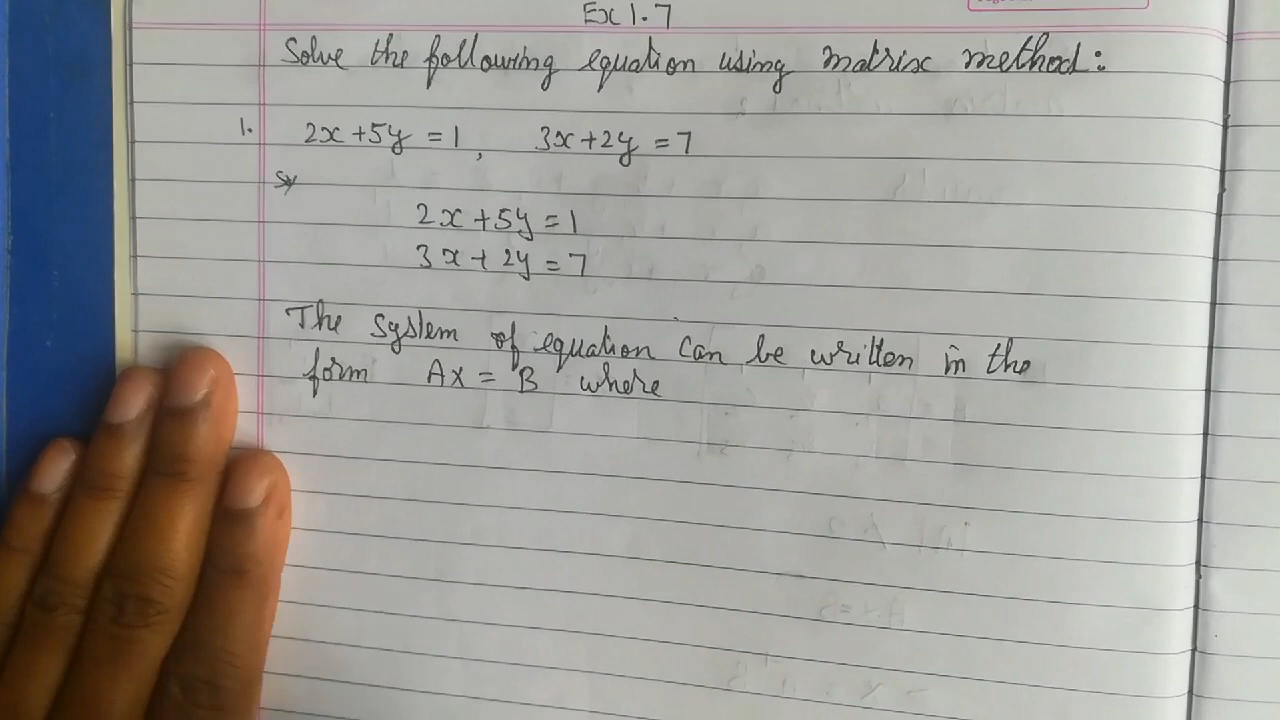 Ex 1.7
Solve the following equation using matrix method:
1. 2x+5y=1, 3x+2y=7
2x+5y=1
3x+2y=7
The system of equation can be written in the
form AX=B where